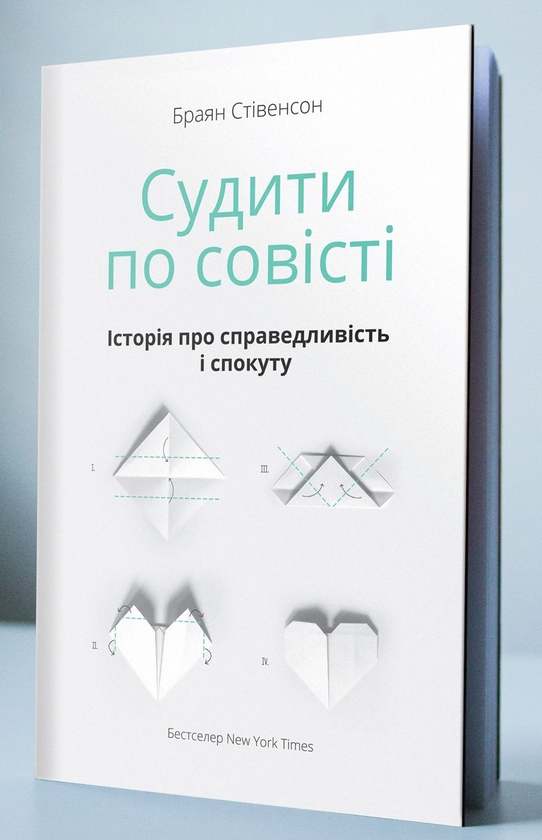 Браян Стівенсон
Судити
по совісті
Історія про справедливість
і спокуту
I.
III.
II.
IV.
Бестселер New York Times